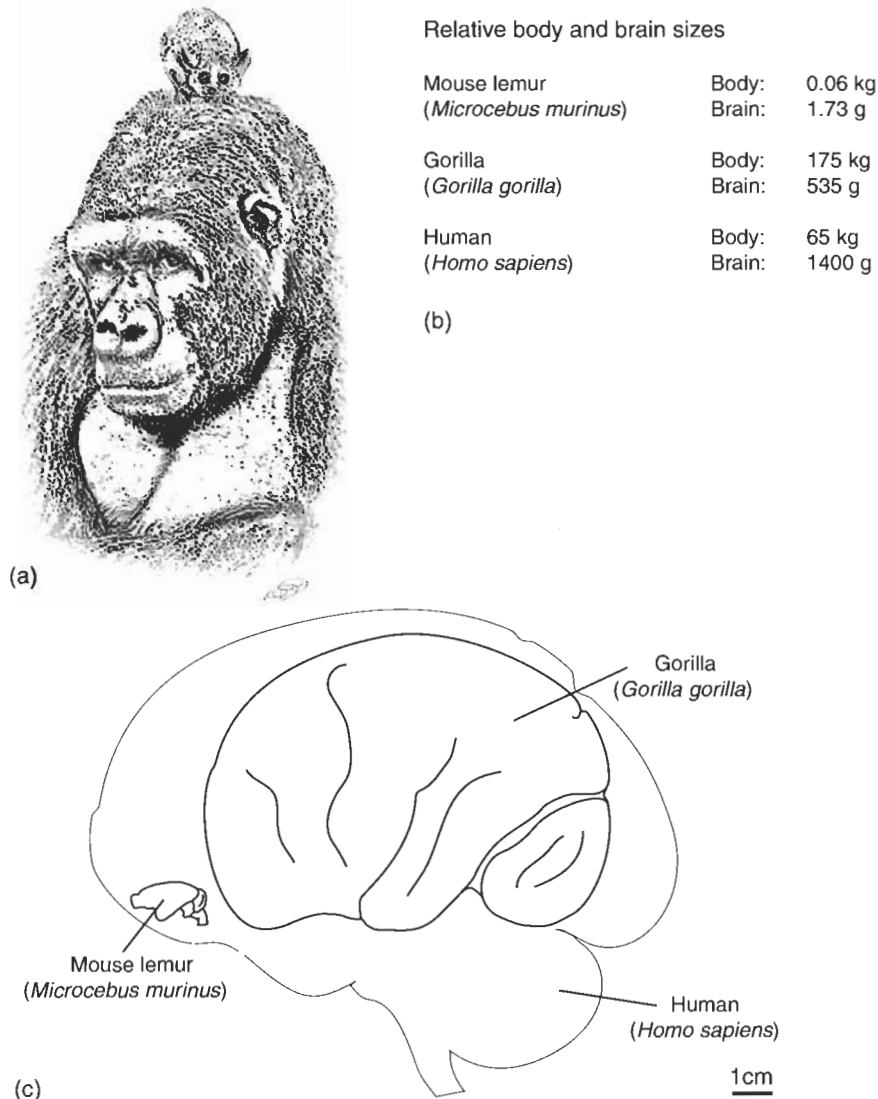 Relative body and brain sizes
Mouse lemur Body: 0.06 kg
(Microcebus murinus) Brain: 1.73 g
Gorilla Body: 175 kg
(Gorilla gorilla) Brain: 535 g
Human Body: 65 kg
(Homo sapiens) Brain: 1400 g
(b)
(a)
Gorilla
(Gorilla gorilla)
Mouse lemur
(Microcebus murinus)
Human
(Homo sapiens)
1cm
(c)